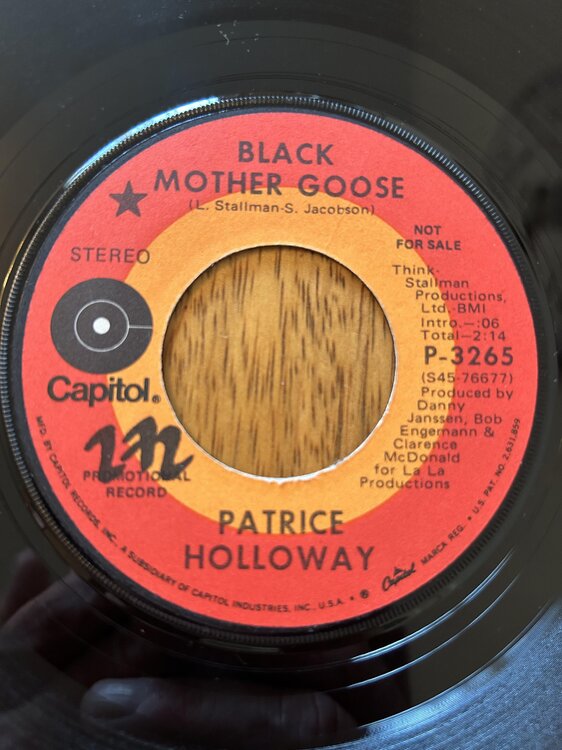 BLACK
MOTHER GOOSE
(L. Stallman-S. Jacobson)
NOT
FOR SALE
STEREO
Think-
Stallman
Productions,
Ltd.-BMI
Intro.—:06
Total—2:14
P-3265
(S45-76677)
Produced by
Danny
Janssen, Bob
Engemann &
Clarence
McDonald
for La La
Productions
Capitol®
PROMOTIONAL
RECORD
PATRICE
HOLLOWAY
MFD. BY CAPITOL RECORDS, INC., A SUBSIDIARY OF CAPITOL INDUSTRIES, INC., U.S.A. • ℗ Capitol MARCA REG. • U.S. PAT. NO. 2,631,859